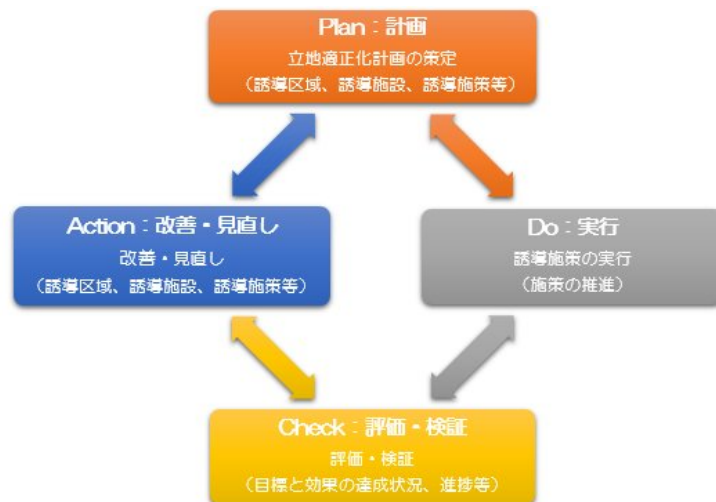 Plan：計画
立地適正化計画の策定
（誘導区域、誘導施設、誘導施策等）
Action：改善・見直し
改善・見直し
（誘導区域、誘導施設、誘導施策等）
Do：実行
誘導施策の実行
（施策の推進）
Check：評価・検証
評価・検証
（目標と効果の達成状況、進捗等）